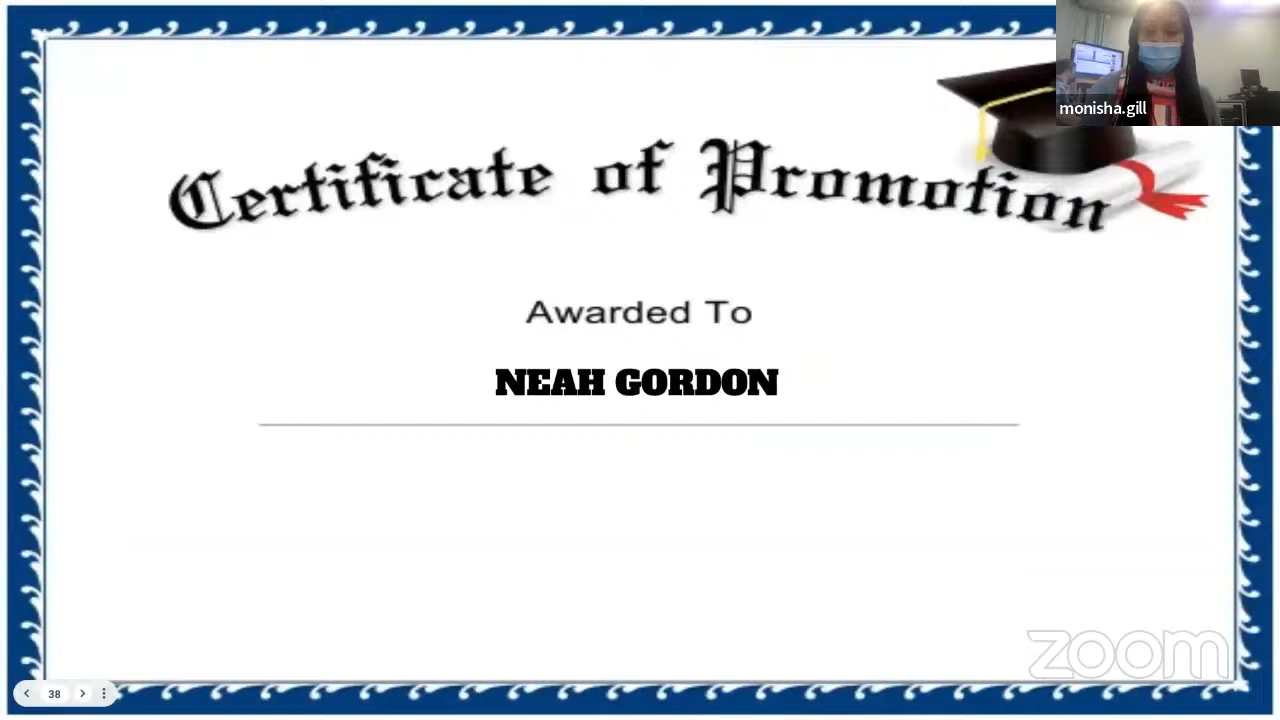 monisha.gill
Certificate of Promotion
Awarded To
NEAH GORDON
zoom
38